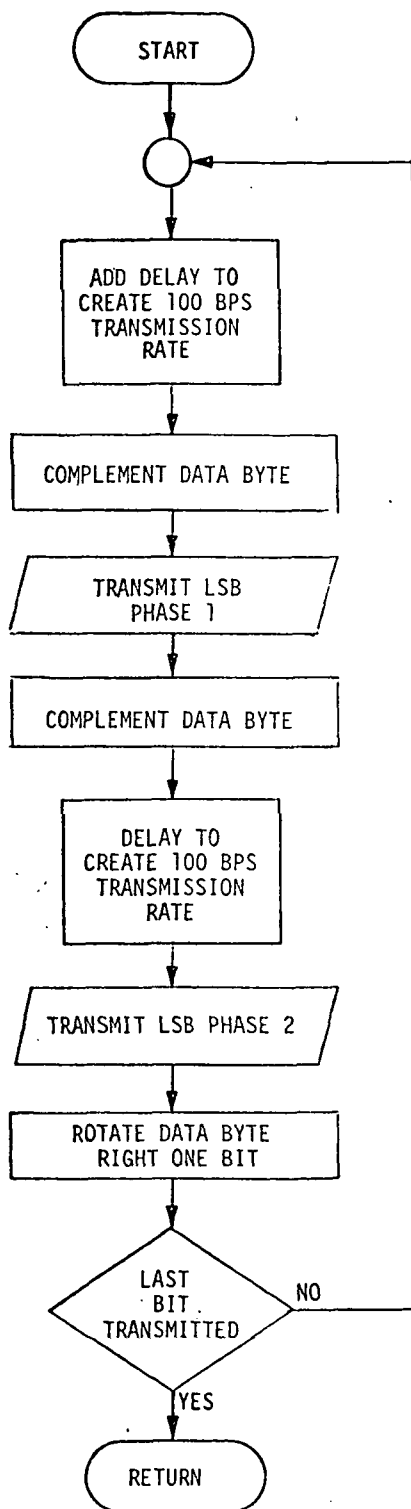 START
ADD DELAY TO
CREATE 100 BPS
TRANSMISSION
RATE
COMPLEMENT DATA BYTE
TRANSMIT LSB
PHASE 1
COMPLEMENT DATA BYTE
DELAY TO
CREATE 100 BPS
TRANSMISSION
RATE
TRANSMIT LSB PHASE 2
ROTATE DATA BYTE
RIGHT ONE BIT
LAST
BIT
TRANSMITTED
NO
YES
RETURN